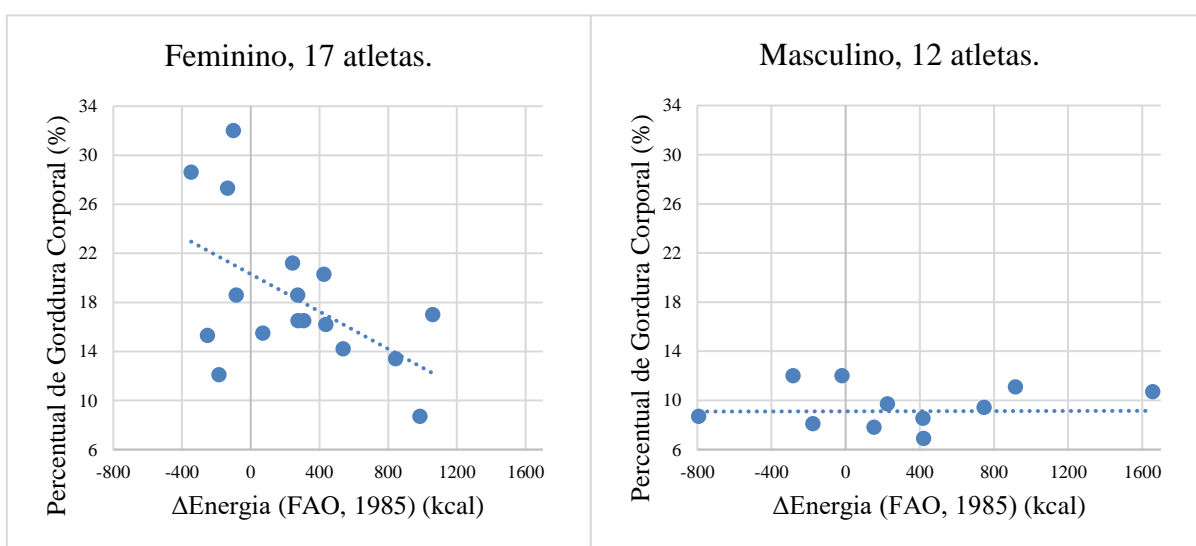 Feminino, 17 atletas.
Percentual de Gorddura Corporal (%)
34
30
26
22
18
14
10
6
-800 -400 0 400 800 1200 1600
ΔEnergia (FAO, 1985) (kcal)
Masculino, 12 atletas.
Percentual de Gordura Corporal (%)
34
30
26
22
18
14
10
6
-800 -400 0 400 800 1200 1600
ΔEnergia (FAO, 1985) (kcal)